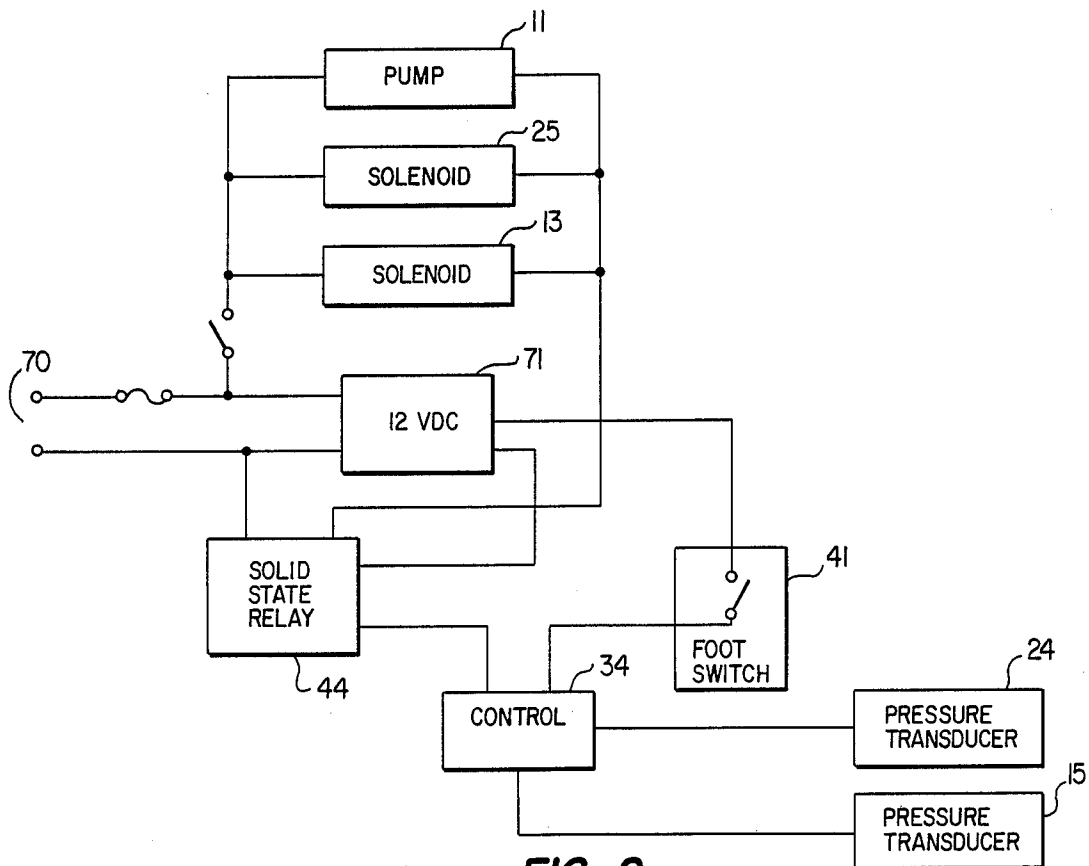 11
PUMP
25
SOLENOID
13
SOLENOID
70
71
12 VDC
SOLID
STATE
RELAY
44
41
FOOT
SWITCH
34
CONTROL
24
PRESSURE
TRANSDUCER
15
PRESSURE
TRANSDUCER